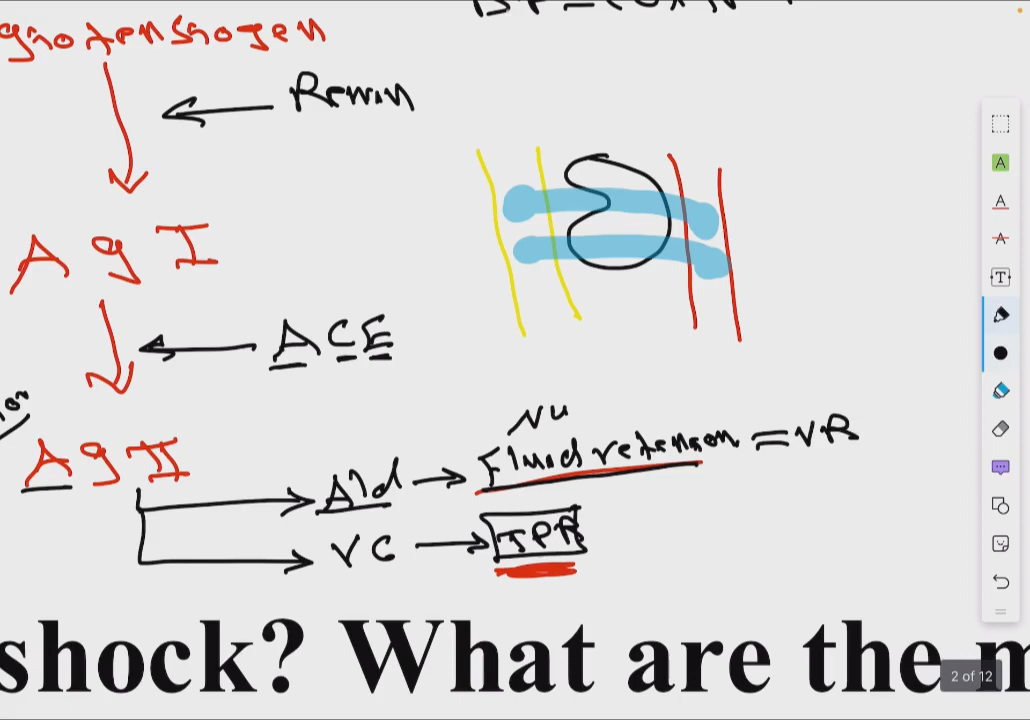 giotenshogen
Renin
Ag I
ACE
Ag II
Na
Ald → Fluid retension = VR
VC → TPR
shock? What are the m
2 of 12